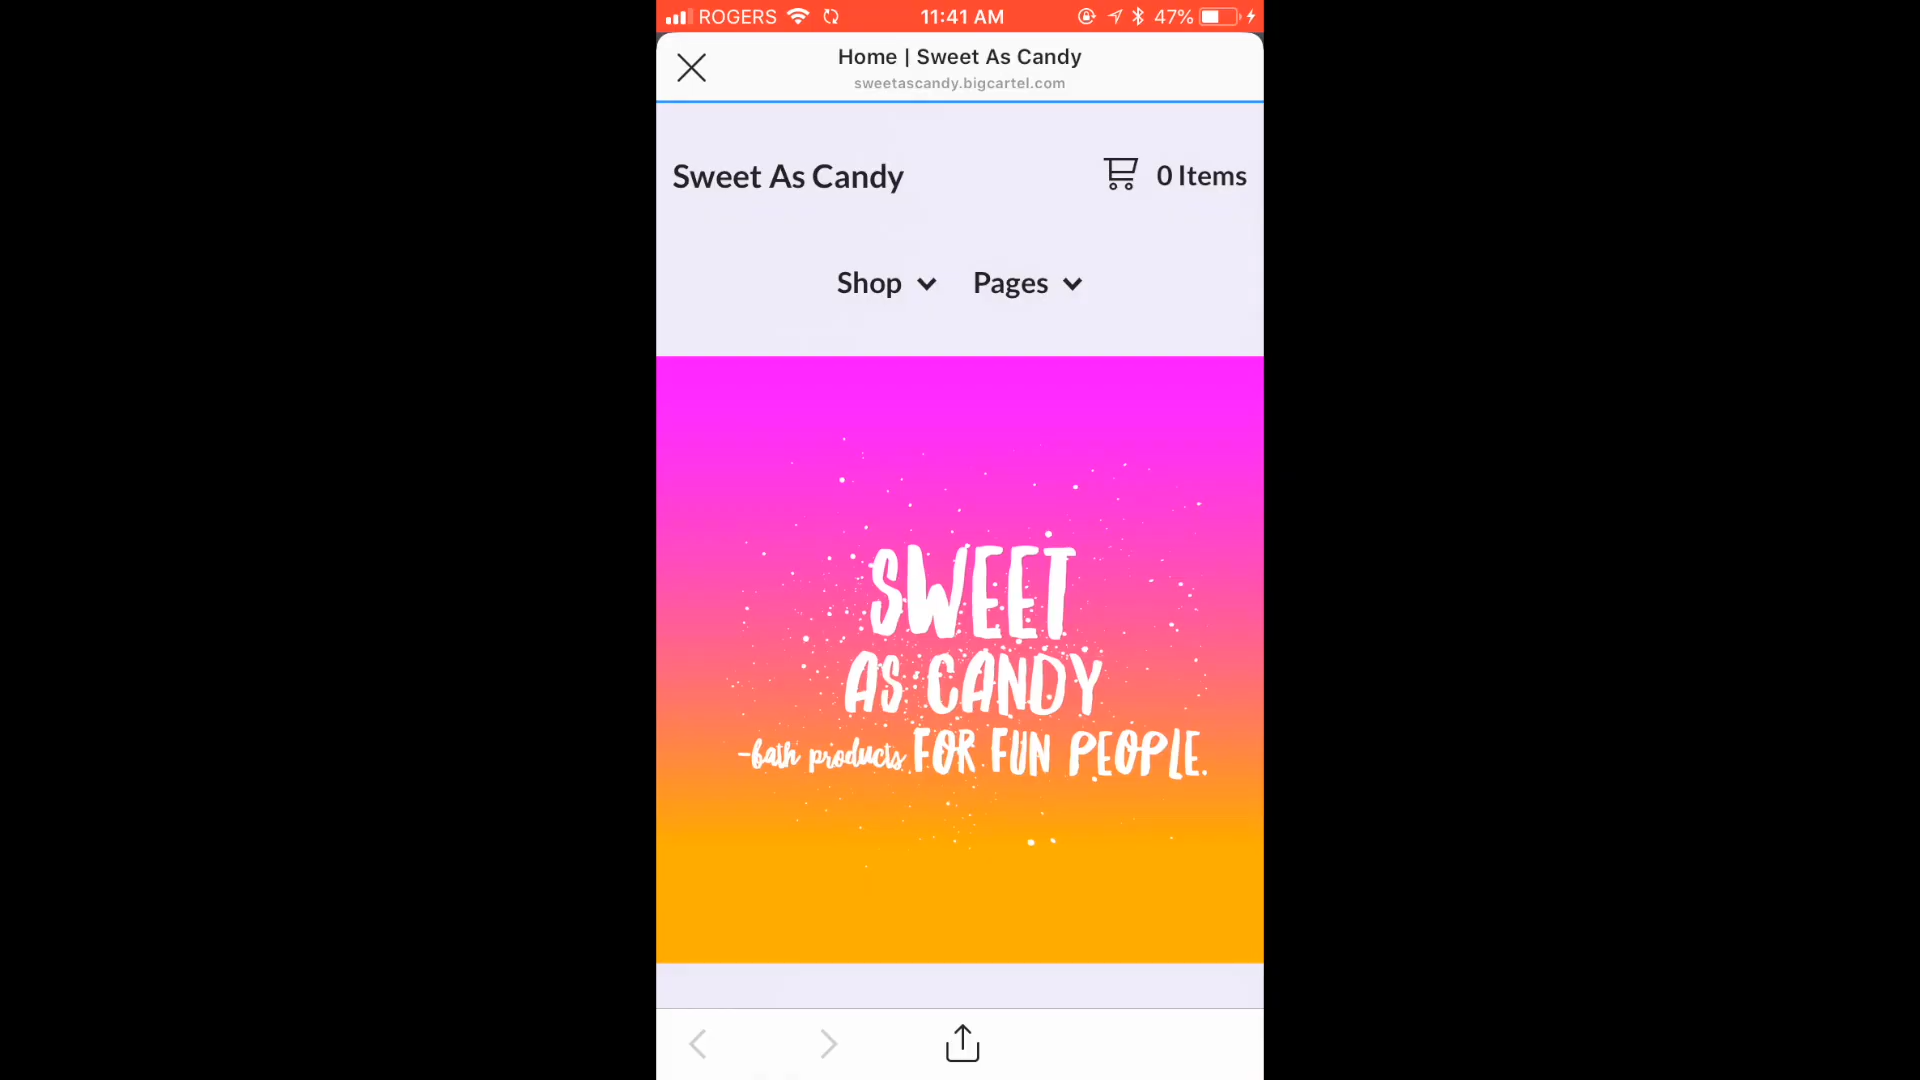 ROGERS 11:41 AM 47%
Home | Sweet As Candy
sweetascandy.bigcartel.com
Sweet As Candy 0 Items
Shop Pages
SWEET
AS CANDY
-bath products FOR FUN PEOPLE.